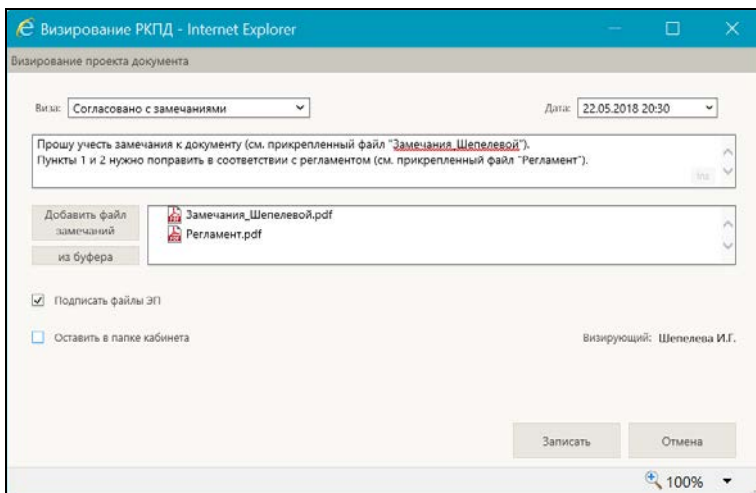 Визирование РКПД - Internet Explorer
Визирование проекта документа
Виза: Согласовано с замечаниями Дата: 22.05.2018 20:30
Прошу учесть замечания к документу (см. прикрепленный файл "Замечания_Шепелевой").
Пункты 1 и 2 нужно поправить в соответствии с регламентом (см. прикрепленный файл "Регламент").
Ins
Добавить файл замечаний
Замечания_Шепелевой.pdf
Регламент.pdf
из буфера
Подписать файлы ЭП
Оставить в папке кабинета Визирующий: Шепелева И.Г.
Записать Отмена
100%